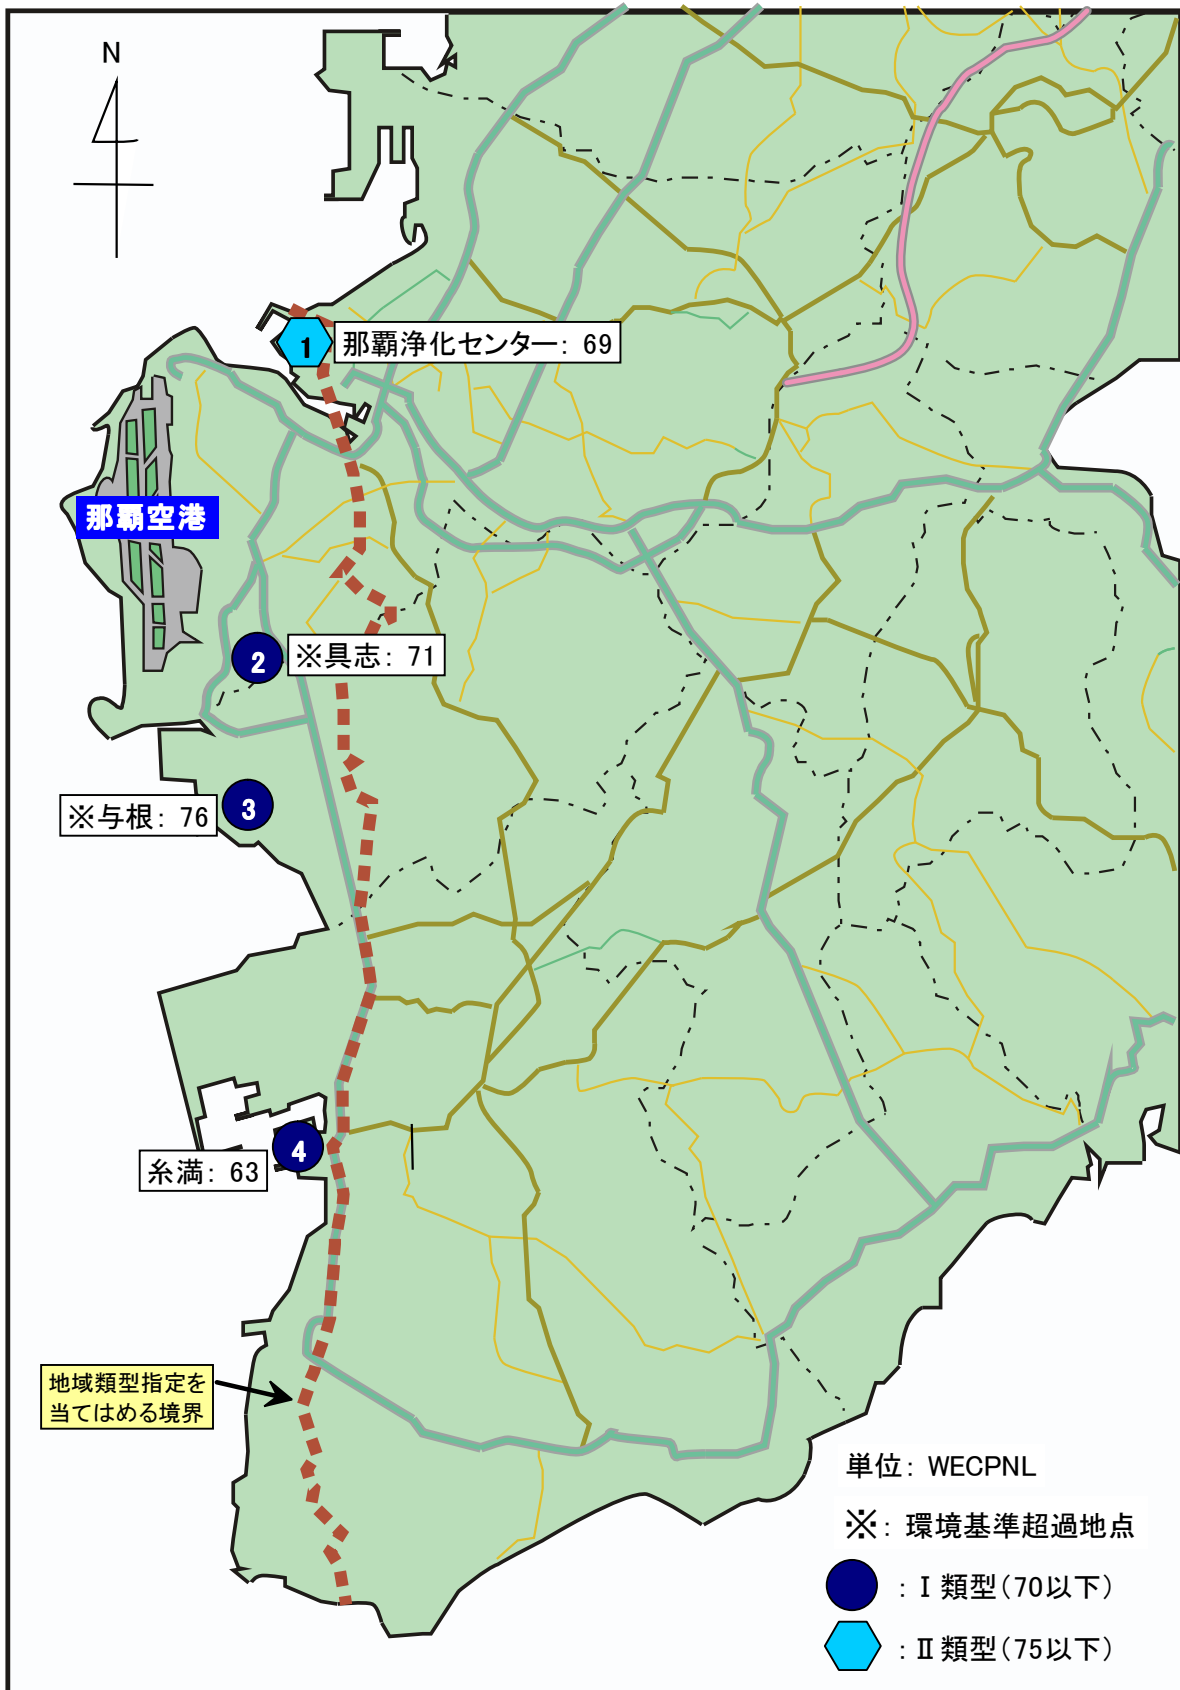 N
1
那覇浄化センター: 69
那覇空港
2
※具志: 71
3
※与根: 76
4
糸満: 63
地域類型指定を
当てはめる境界
単位: WECPNL
※: 環境基準超過地点
: Ⅰ類型(70以下)
: Ⅱ類型(75以下)